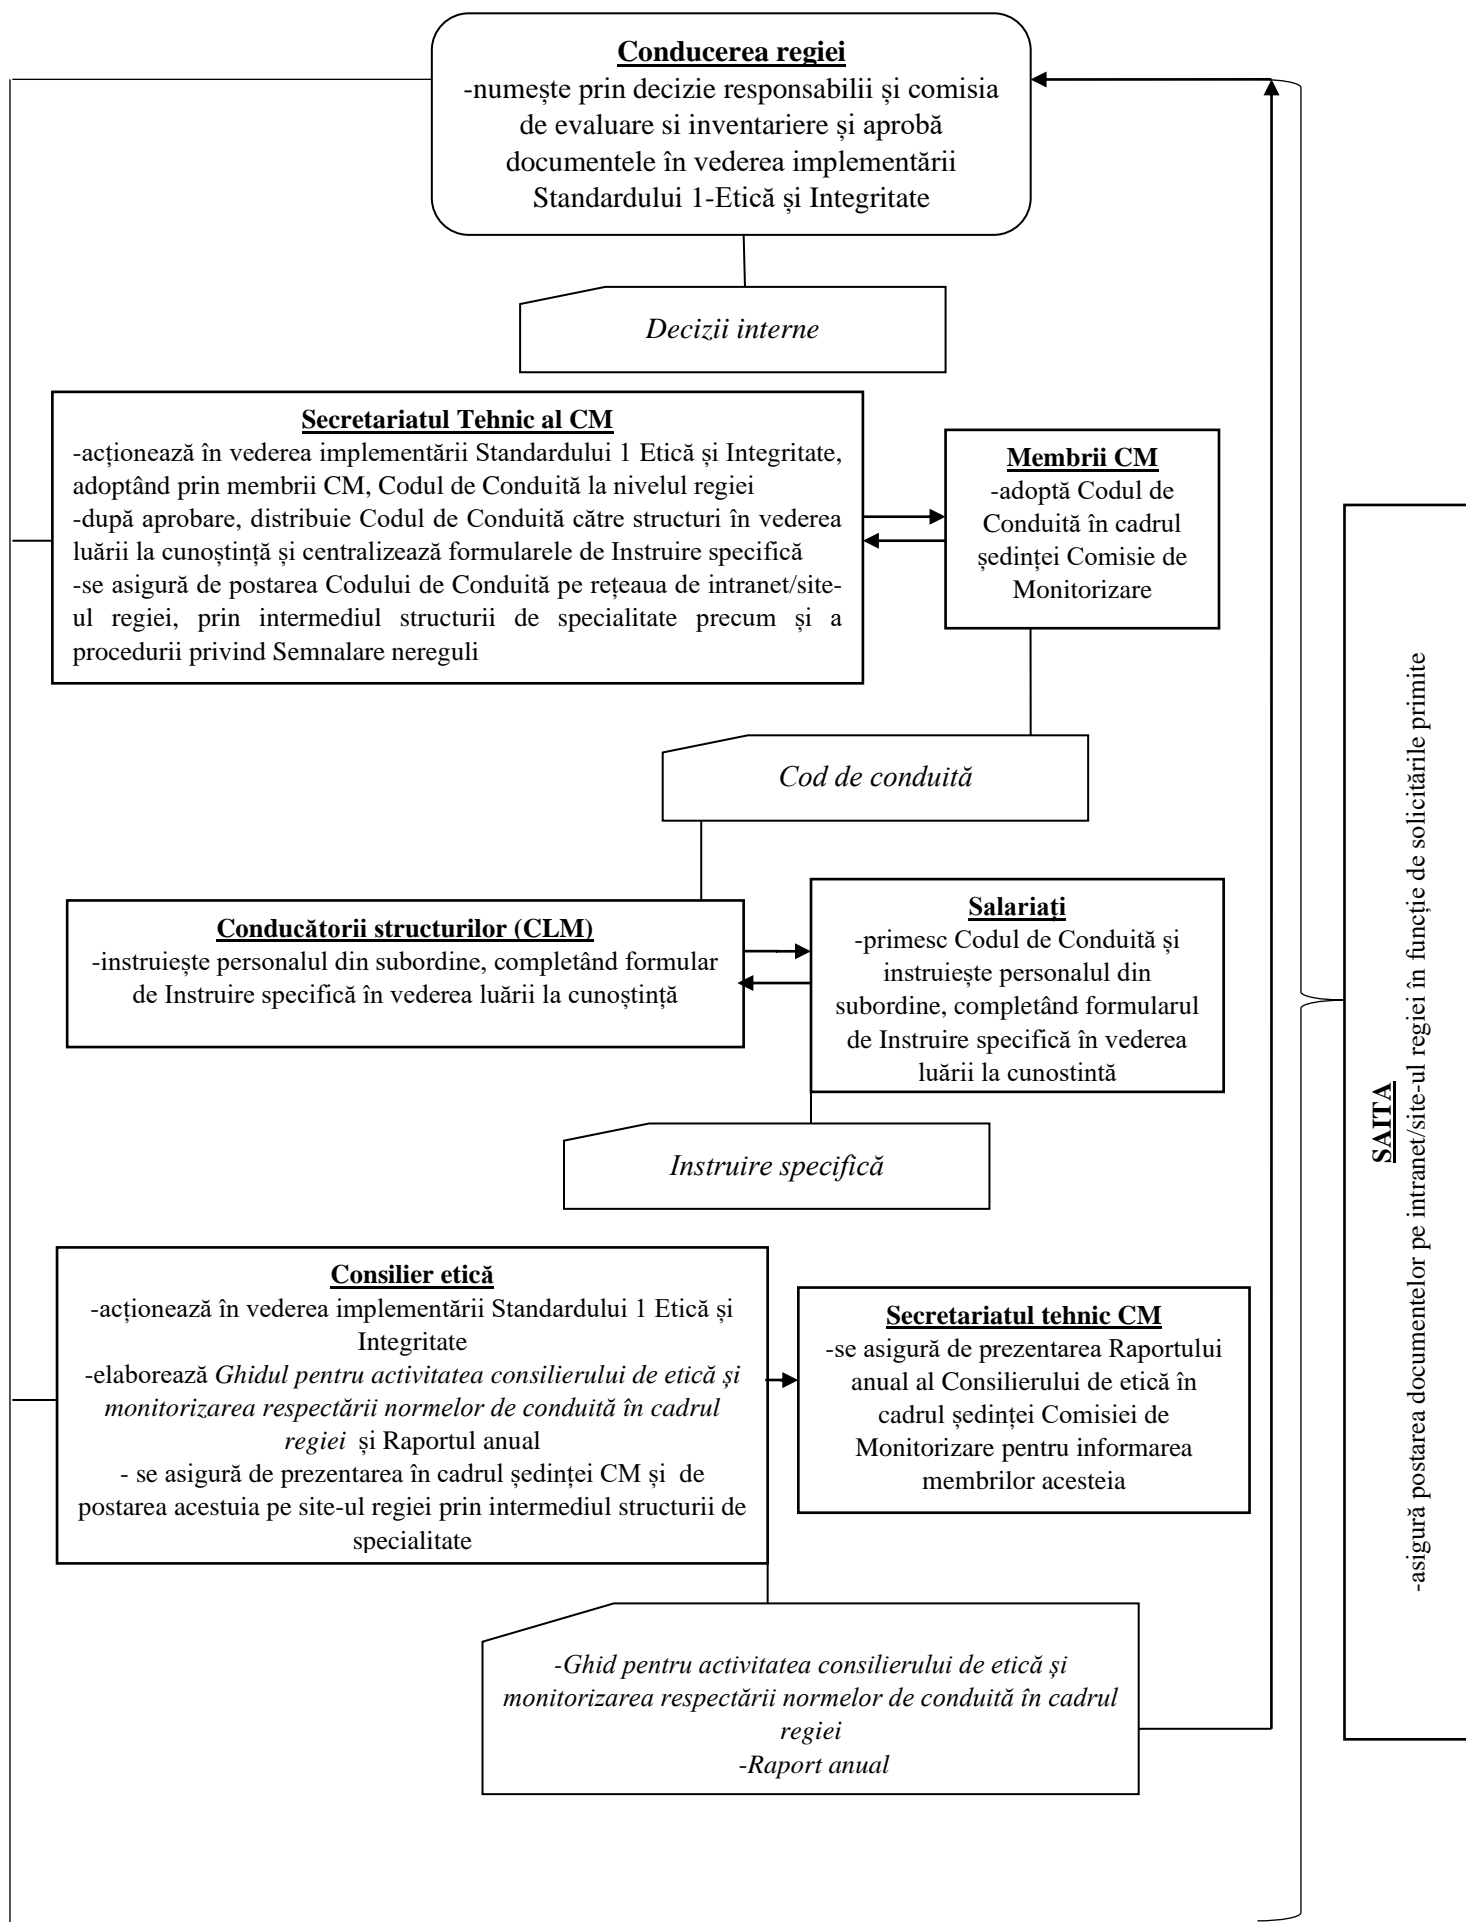 Conducerea regiei
-numește prin decizie responsabilii și comisia
de evaluare si inventariere și aprobă
documentele în vederea implementării
Standardului 1-Etică și Integritate
Decizii interne
Secretariatul Tehnic al CM
-acționează în vederea implementării Standardului 1 Etică și Integritate,
adoptând prin membrii CM, Codul de Conduită la nivelul regiei
-după aprobare, distribuie Codul de Conduită către structuri în vederea
luării la cunoștință și centralizează formularele de Instruire specifică
-se asigură de postarea Codului de Conduită pe rețeaua de intranet/site-
ul regiei, prin intermediul structurii de specialitate precum și a
procedurii privind Semnalare nereguli
Membrii CM
-adoptă Codul de
Conduită în cadrul
ședinței Comisie de
Monitorizare
Cod de conduită
Conducătorii structurilor (CLM)
-instruiește personalul din subordine, completând formular
de Instruire specifică în vederea luării la cunoștință
Salariați
-primesc Codul de Conduită și
instruiește personalul din
subordine, completând formularul
de Instruire specifică în vederea
luării la cunostintă
Instruire specifică
Consilier etică
-acționează în vederea implementării Standardului 1 Etică și
Integritate
-elaborează Ghidul pentru activitatea consilierului de etică și
monitorizarea respectării normelor de conduită în cadrul
regiei și Raportul anual
- se asigură de prezentarea în cadrul ședinței CM și de
postarea acestuia pe site-ul regiei prin intermediul structurii de
specialitate
Secretariatul tehnic CM
-se asigură de prezentarea Raportului
anual al Consilierului de etică în
cadrul ședinței Comisiei de
Monitorizare pentru informarea
membrilor acesteia
-Ghid pentru activitatea consilierului de etică și
monitorizarea respectării normelor de conduită în cadrul
regiei
-Raport anual
SAITA
-asigură postarea documentelor pe intranet/site-ul regiei în funcție de solicitările primite